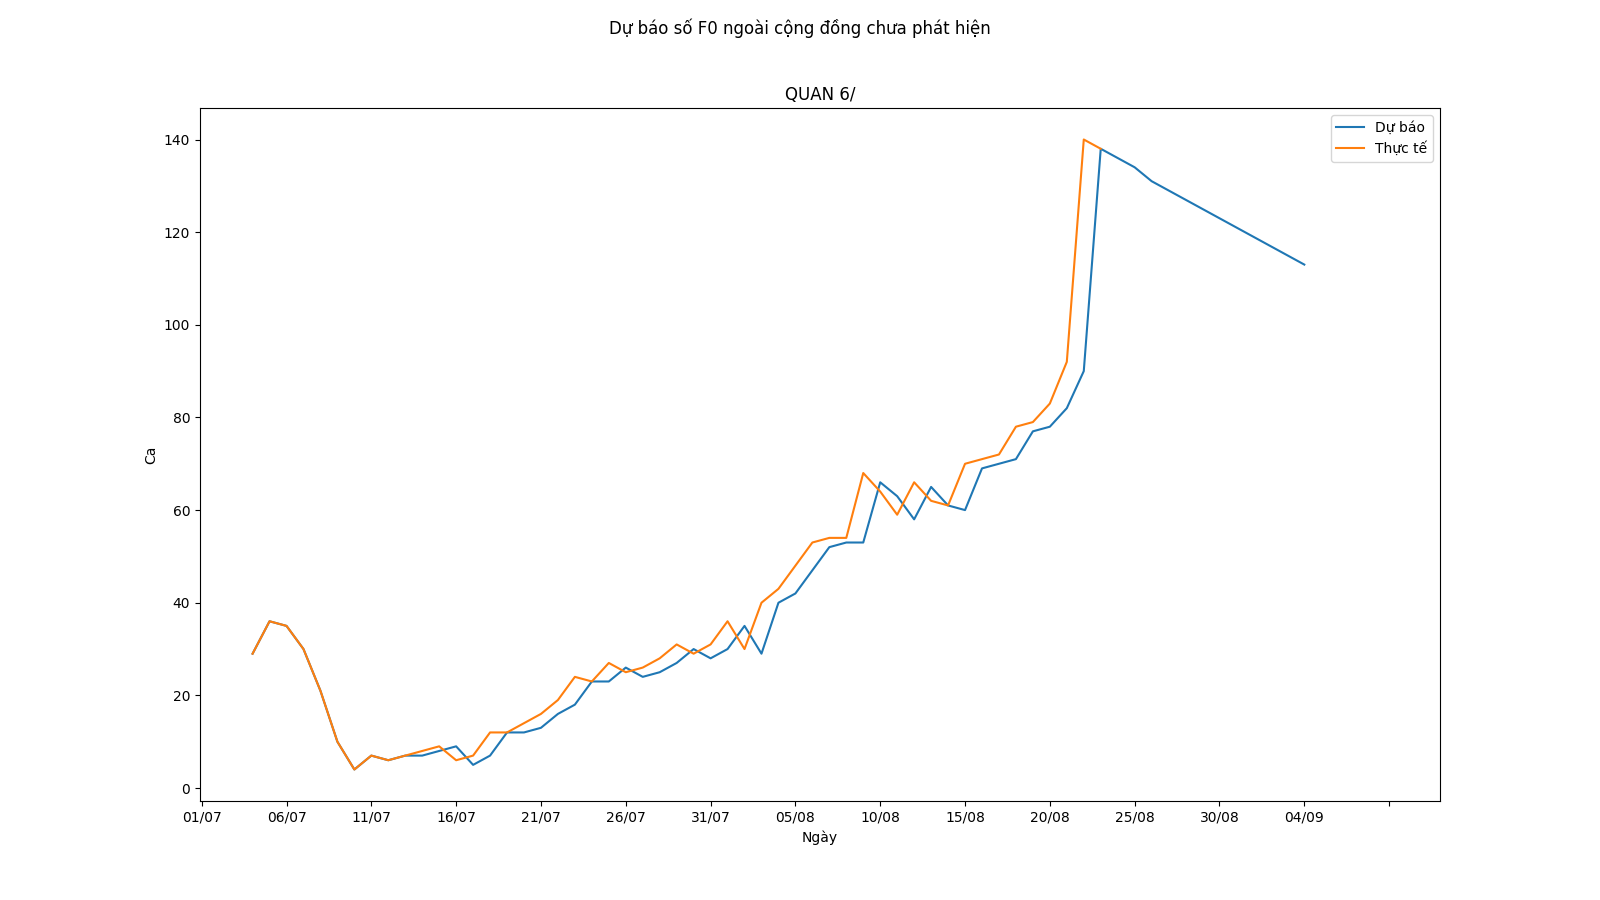 Dự báo số F0 ngoài cộng đồng chưa phát hiện
QUAN 6/
Dự báo
Thực tế
140
120
100
80
60
40
20
0
Ca
01/07 06/07 11/07 16/07 21/07 26/07 31/07 05/08 10/08 15/08 20/08 25/08 30/08 04/09
Ngày